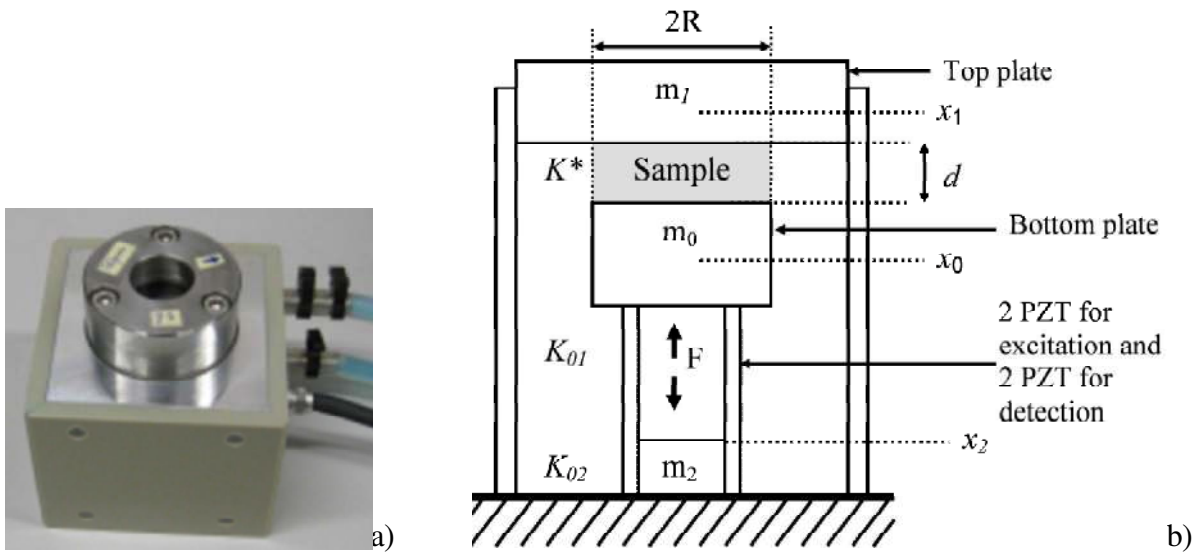 2R
Top plate
m1
x1
K*
Sample
d
m0
Bottom plate
x0
2 PZT for
excitation and
2 PZT for
detection
K01
F
x2
K02
m2
a)
b)